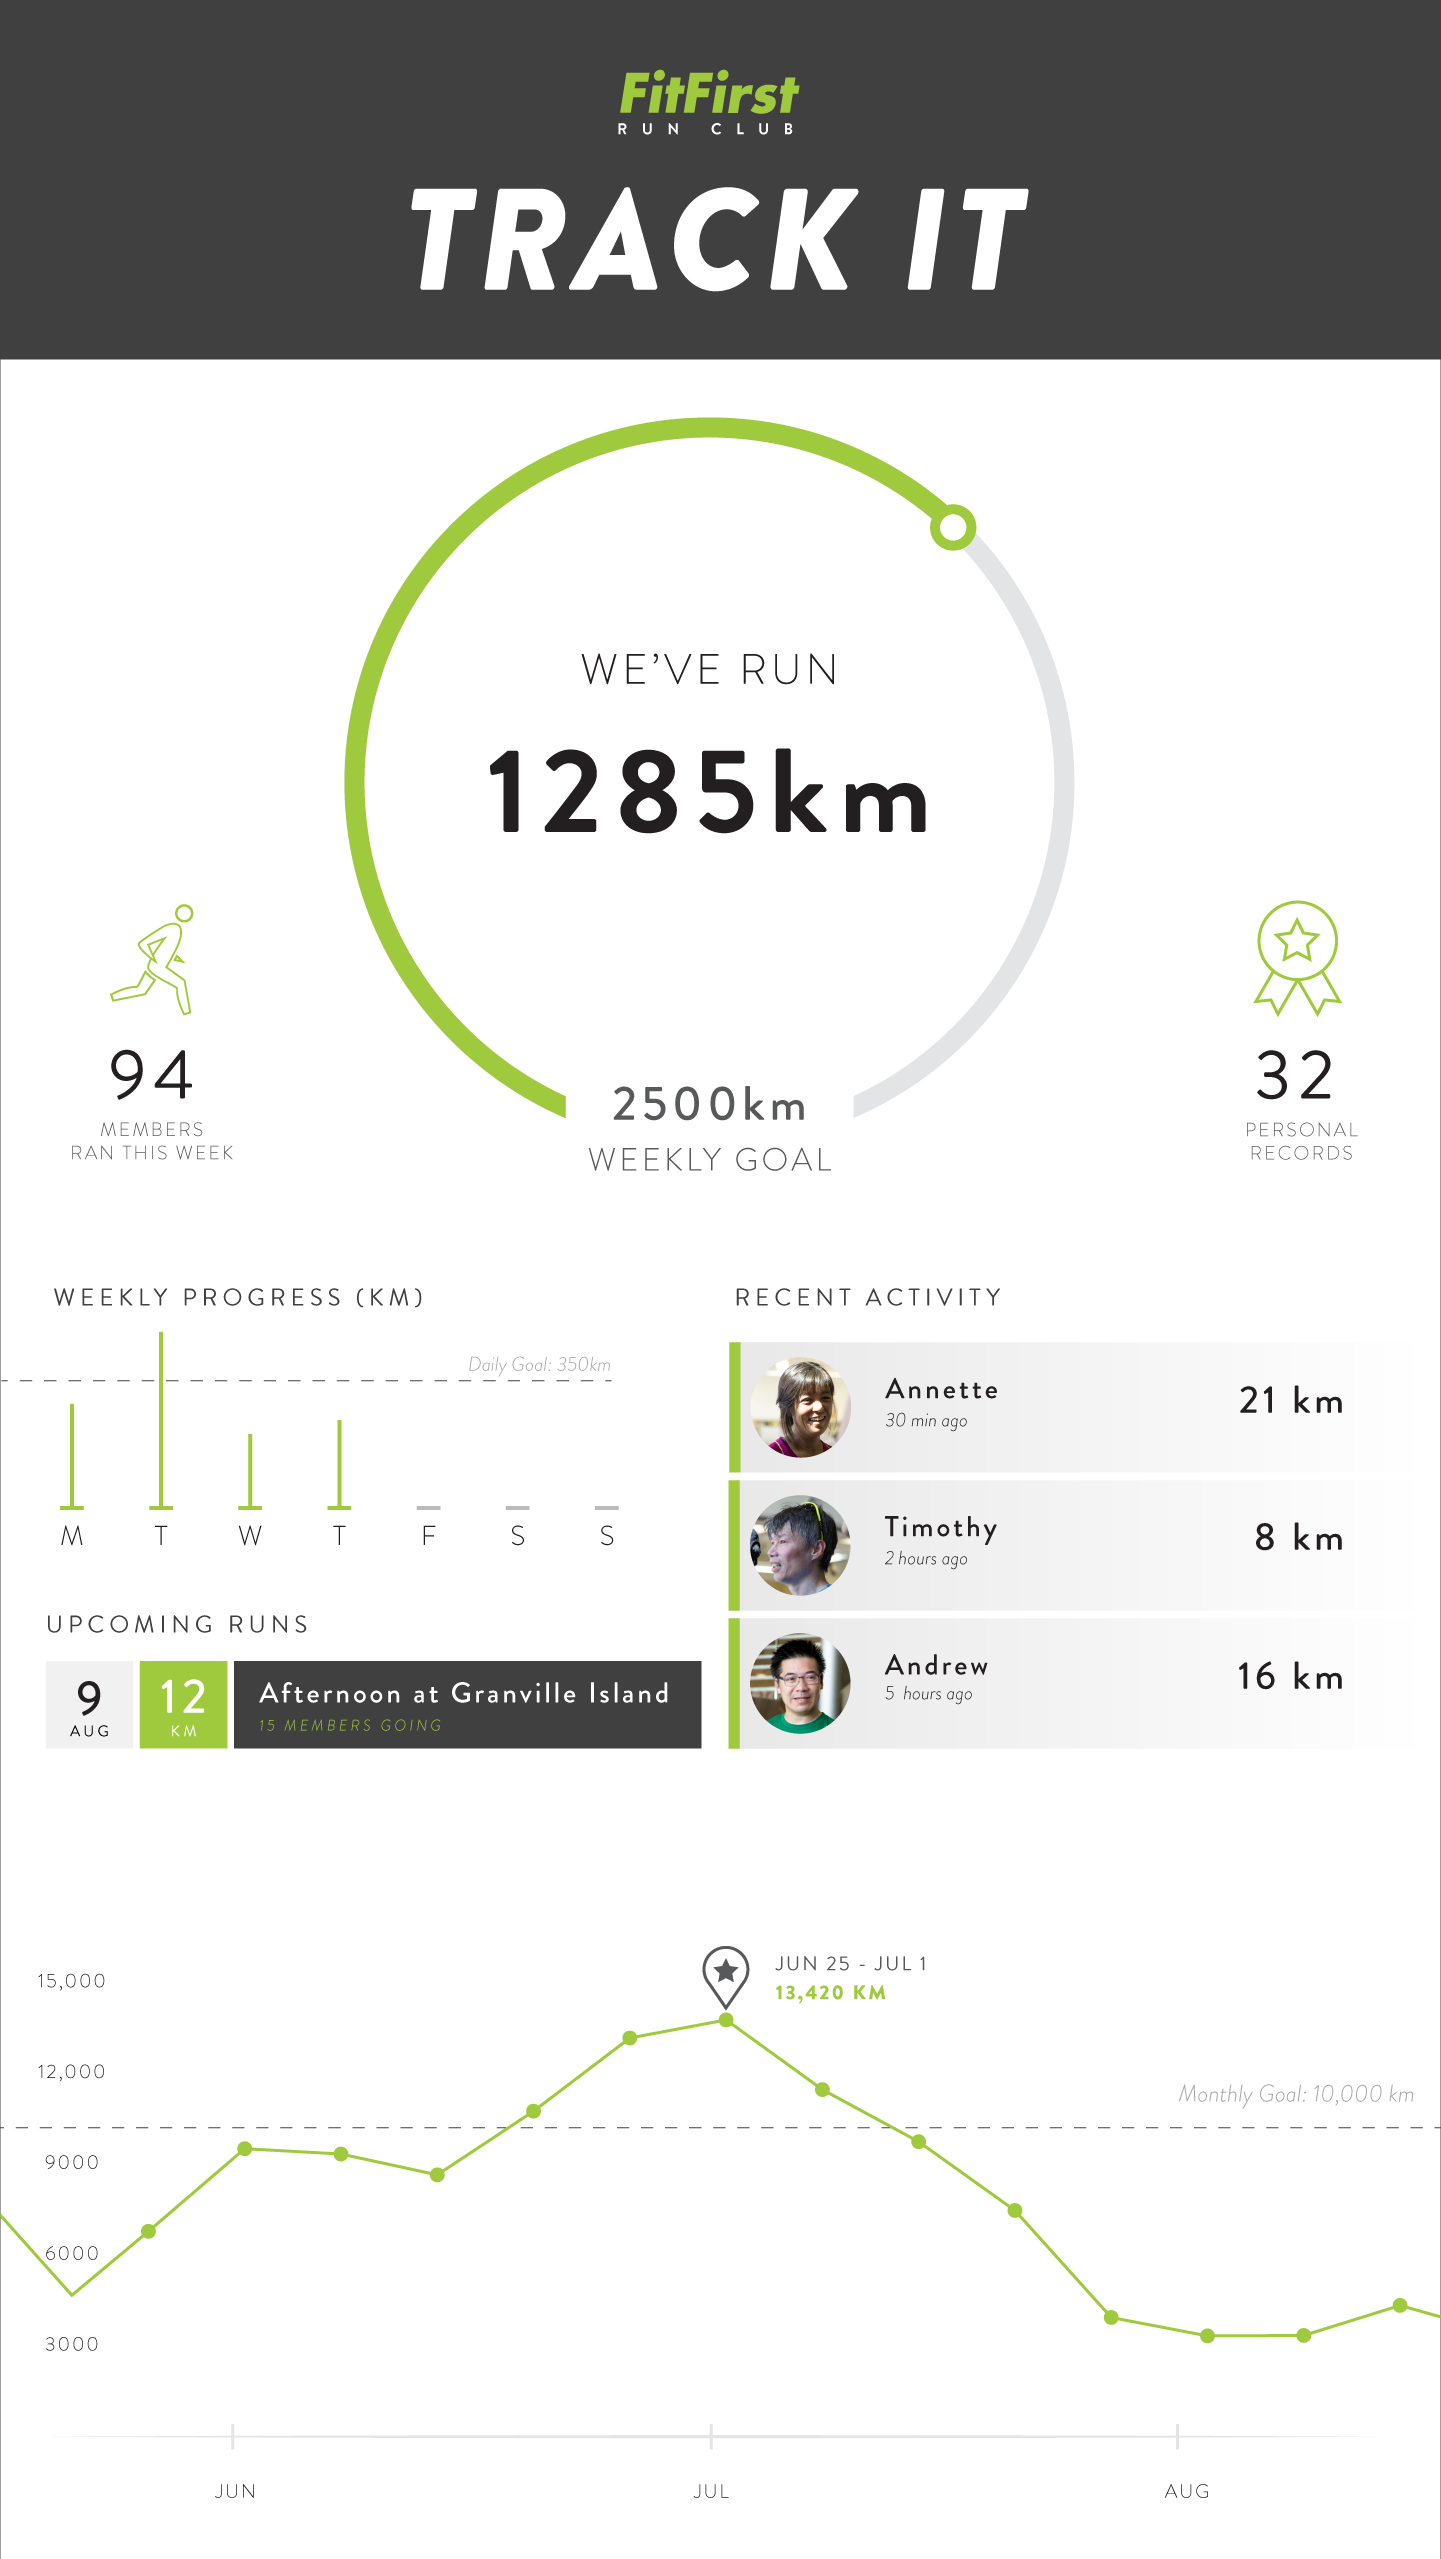 FitFirst
RUN CLUB
TRACK IT
WE'VE RUN
1285km
94
MEMBERS
RAN THIS WEEK
2500km
WEEKLY GOAL
32
PERSONAL
RECORDS
WEEKLY PROGRESS (KM)
Daily Goal: 350km
M T W T F S S
UPCOMING RUNS
9
AUG
12
KM
Afternoon at Granville Island
15 MEMBERS GOING
RECENT ACTIVITY
Annette
30 min ago
21 km
Timothy
2 hours ago
8 km
Andrew
5 hours ago
16 km
JUN 25 - JUL 1
13,420 KM
15,000
12,000
Monthly Goal: 10,000 km
9000
6000
3000
JUN JUL AUG